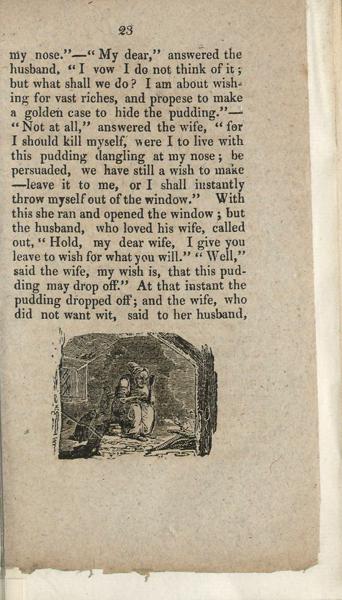 23
my nose."—"My dear," answered the
husband, "I vow I do not think of it;
but what shall we do? I am about wish-
ing for vast riches, and propese to make
a golden case to hide the pudding."—
"Not at all," answered the wife, "for
I should kill myself, were I to live with
this pudding dangling at my nose; be
persuaded, we have still a wish to make
—leave it to me, or I shall instantly
throw myself out of the window." With
this she ran and opened the window; but
the husband, who loved his wife, called
out, "Hold, my dear wife, I give you
leave to wish for what you will." "Well,"
said the wife, my wish is, that this pud-
ding may drop off." At that instant the
pudding dropped off; and the wife, who
did not want wit, said to her husband,